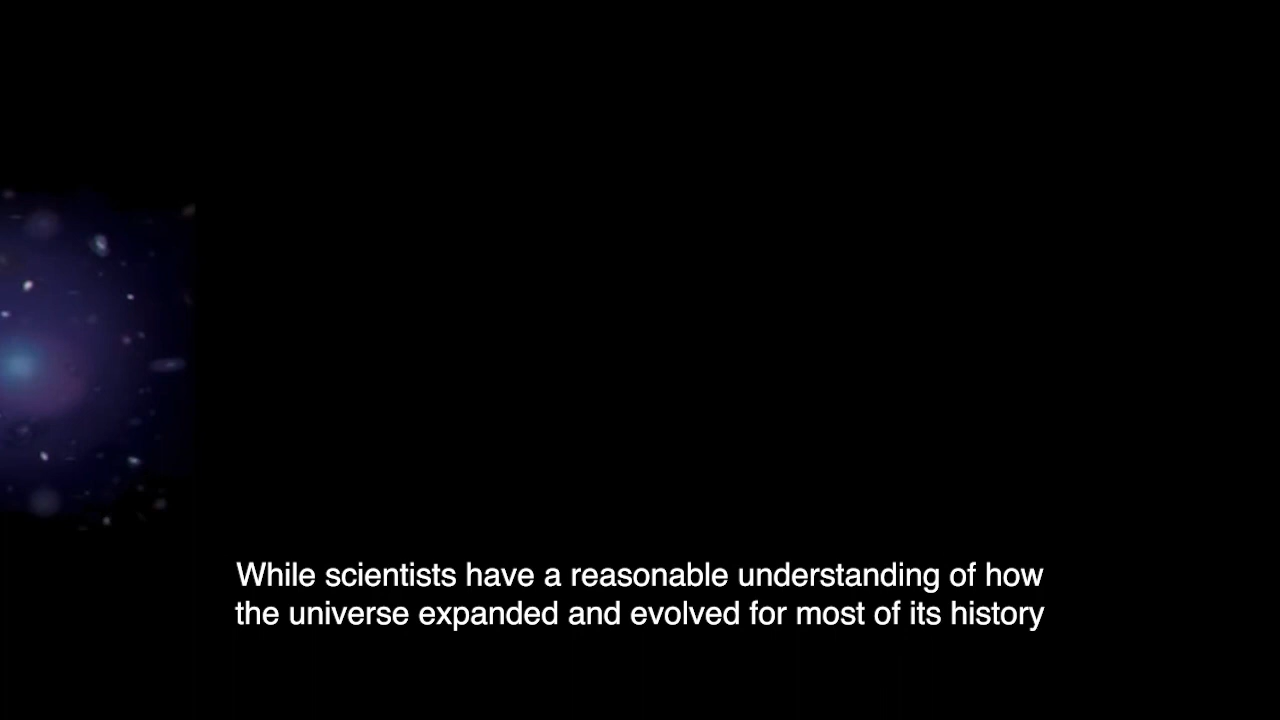 While scientists have a reasonable understanding of how
the universe expanded and evolved for most of its history